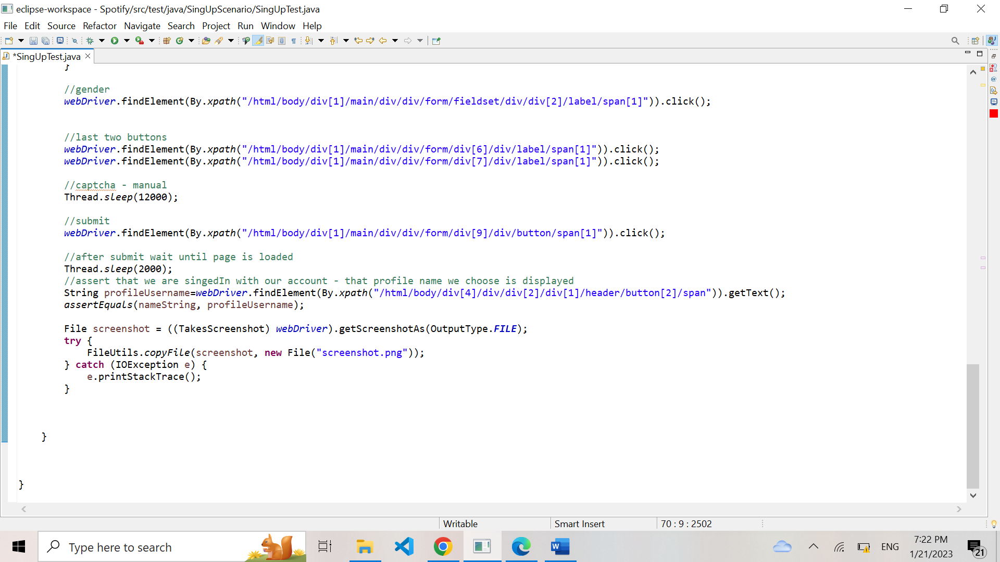 eclipse-workspace - Spotify/src/test/java/SingUpScenario/SingUpTest.java
File Edit Source Refactor Navigate Search Project Run Window Help
*SingUpTest.java
}
//gender
webDriver.findElement(By.xpath("/html/body/div[1]/main/div/div/form/fieldset/div/div[2]/label/span[1]")).click();
//last two buttons
webDriver.findElement(By.xpath("/html/body/div[1]/main/div/div/form/div[6]/div/label/span[1]")).click();
webDriver.findElement(By.xpath("/html/body/div[1]/main/div/div/form/div[7]/div/label/span[1]")).click();
//captcha - manual
Thread.sleep(12000);
//submit
webDriver.findElement(By.xpath("/html/body/div[1]/main/div/div/form/div[9]/div/button/span[1]")).click();
//after submit wait until page is loaded
Thread.sleep(2000);
//assert that we are singedIn with our account - that profile name we choose is displayed
String profileUsername=webDriver.findElement(By.xpath("/html/body/div[4]/div/div[2]/div[1]/header/button[2]/span")).getText();
assertEquals(nameString, profileUsername);
File screenshot = ((TakesScreenshot) webDriver).getScreenshotAs(OutputType.FILE);
try {
FileUtils.copyFile(screenshot, new File("screenshot.png"));
} catch (IOException e) {
e.printStackTrace();
}
}
}
Writable Smart Insert 70 : 9 : 2502
Type here to search
ENG
7:22 PM
1/21/2023
21